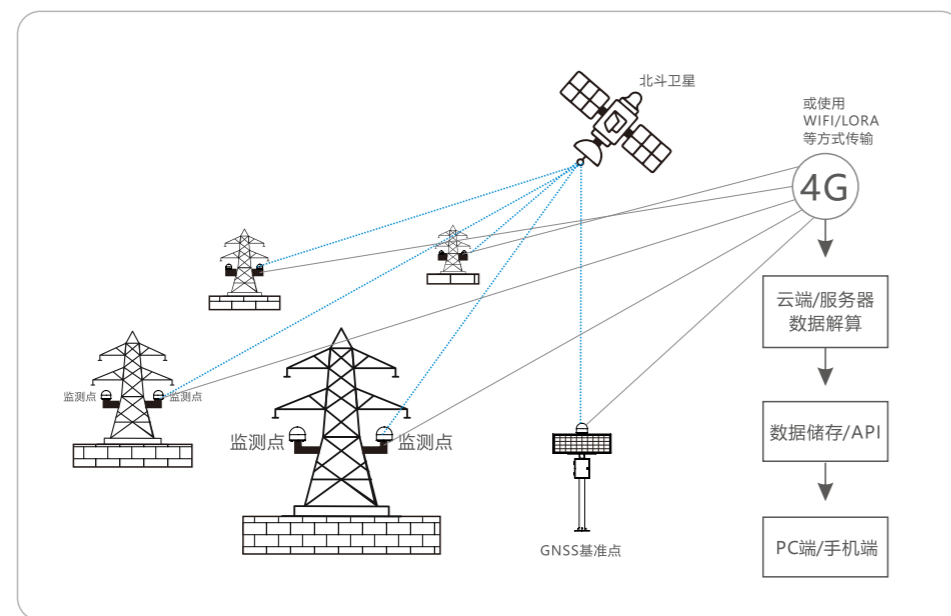 北斗卫星
或使用
WIFI/LORA
等方式传输
4G
云端/服务器
数据解算
监测点
监测点
监测点
监测点
数据储存/API
GNSS基准点
PC端/手机端